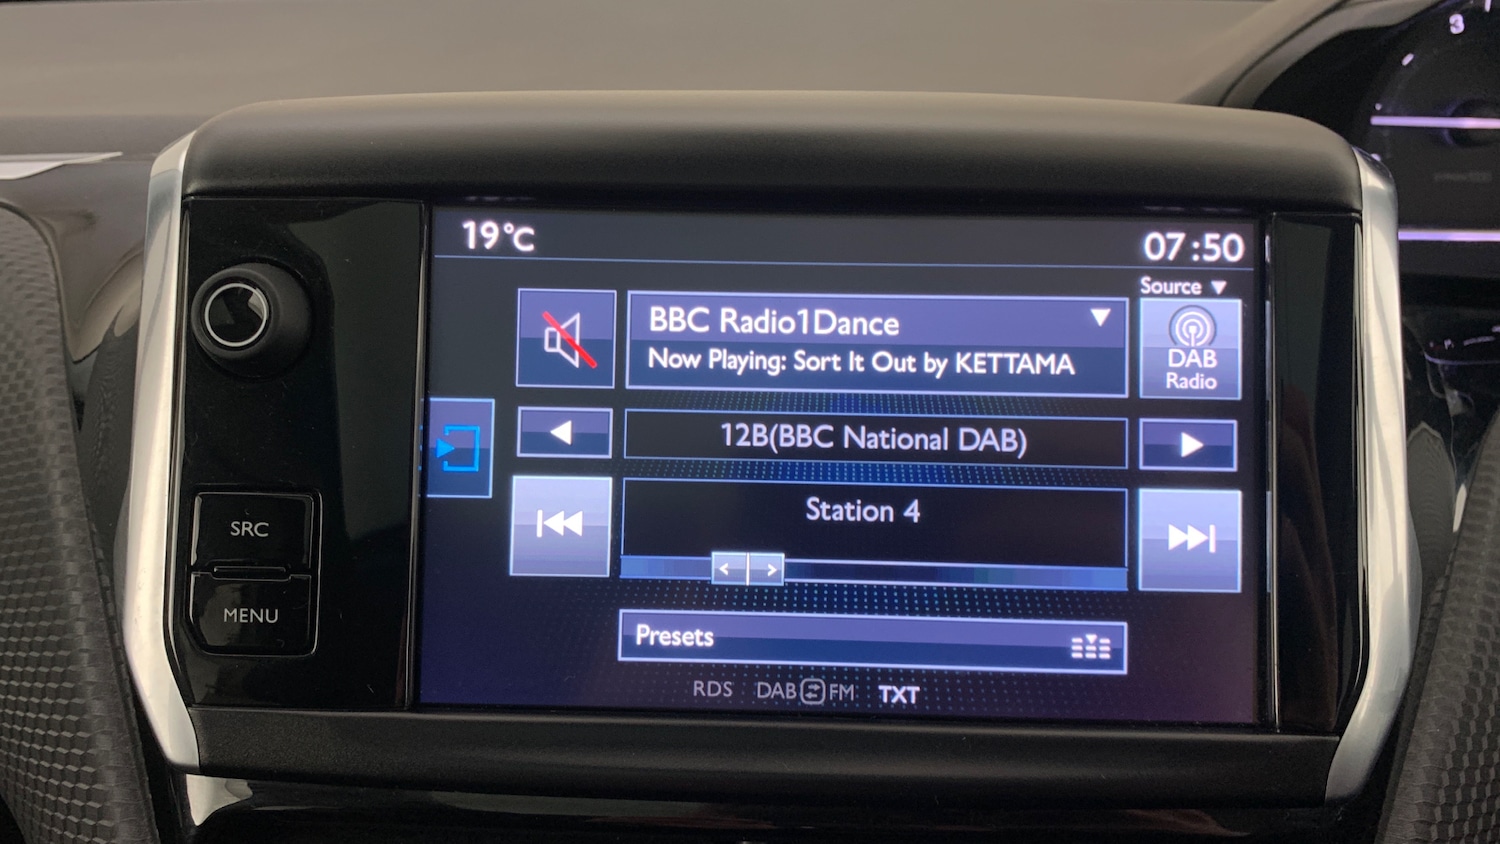 3
19°C
07:50
Source
BBC Radio1Dance
Now Playing: Sort It Out by KETTAMA
DAB
Radio
12B(BBC National DAB)
Station 4
SRC
MENU
Presets
RDS DAB FM TXT